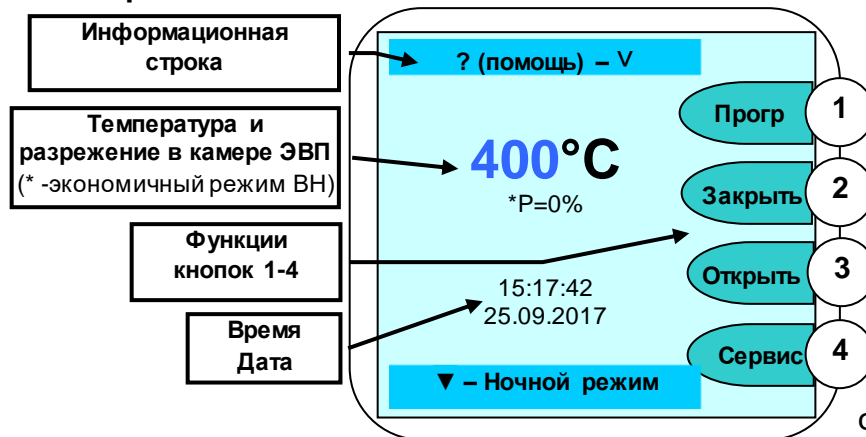 Информационная
строка
Температура и
разрежение в камере ЭВП
(* -экономичный режим ВН)
Функции
кнопок 1-4
Время
Дата
? (помощь) – V
400°C
*P=0%
15:17:42
25.09.2017
▼ – Ночной режим
Прогр 1
Закрыть 2
Открыть 3
Сервис 4